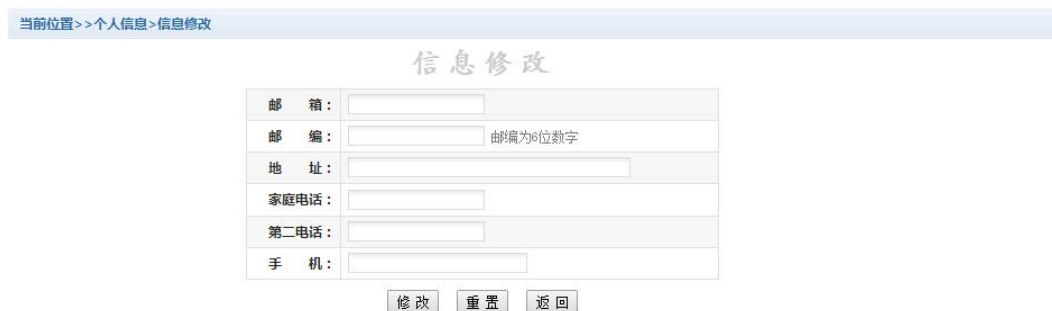 当前位置>>个人信息>信息修改
信息修改
邮 箱：
邮 编： 邮编为6位数字
地 址：
家庭电话：
第二电话：
手 机：
修改 重置 返回